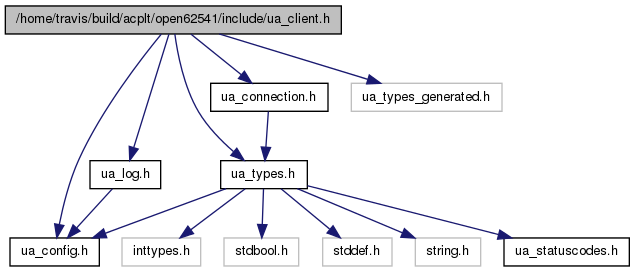 /home/travis/build/acplt/open62541/include/ua_client.h
ua_connection.h
ua_types_generated.h
ua_log.h
ua_types.h
ua_config.h
inttypes.h
stdbool.h
stddef.h
string.h
ua_statuscodes.h